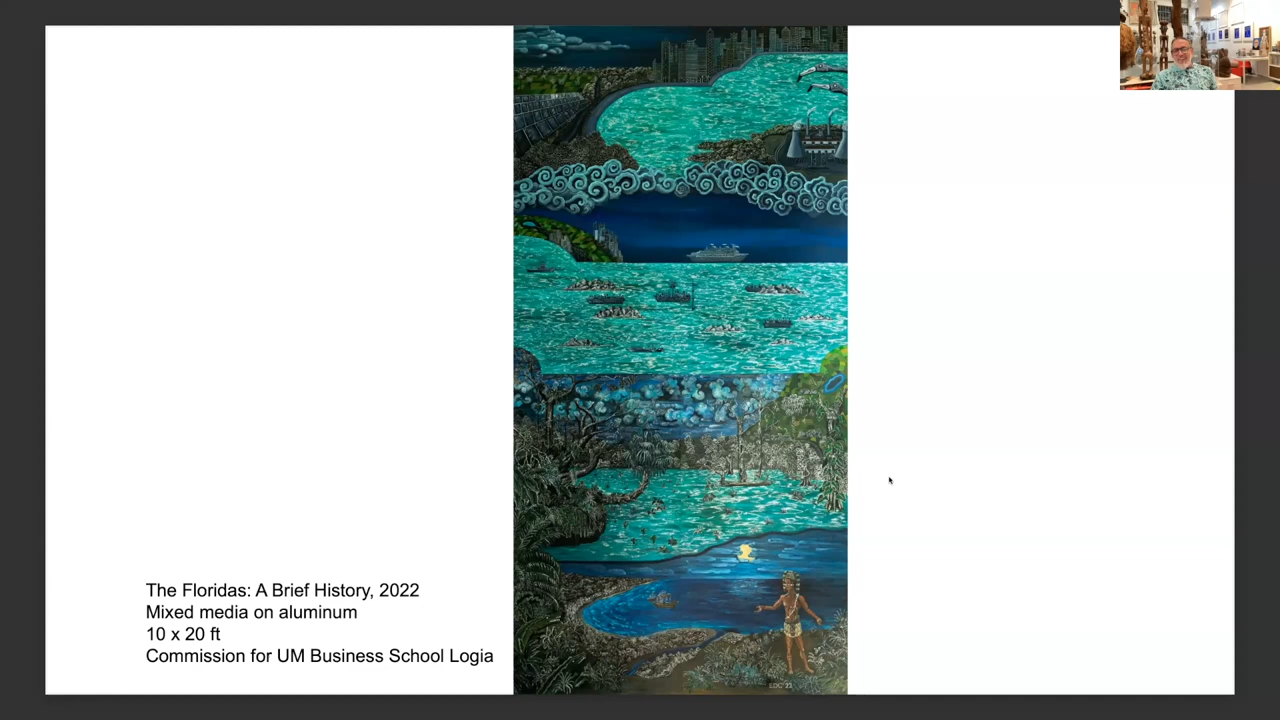 The Floridas: A Brief History, 2022
Mixed media on aluminum
10 x 20 ft
Commission for UM Business School Logia